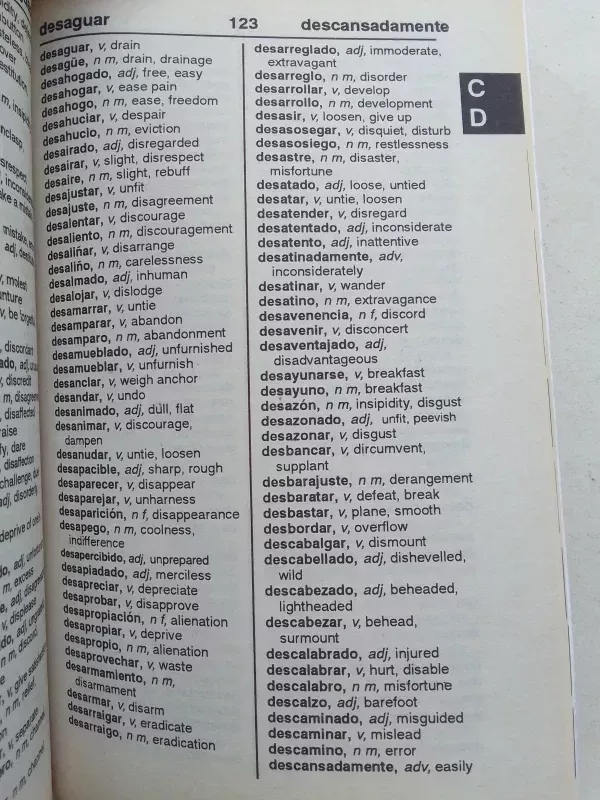 desaguar 123 descansadamente
desaguar, v, drain
desagüe, n m, drain, drainage
desahogado, adj, free, easy
desahogar, v, ease pain
desahogo, n m, ease, freedom
desahuciar, v, despair
desahucio, n m, eviction
desairado, adj, disregarded
desairar, v, slight, disrespect
desaire, n m, slight, rebuff
desajustar, v, unfit
desajuste, n m, disagreement
desalentar, v, discourage
desaliento, n m, discouragement
desaliñar, v, disarrange
desaliño, n m, carelessness
desalmado, adj, inhuman
desalojar, v, dislodge
desamarrar, v, untie
desamparar, v, abandon
desamparo, n m, abandonment
desamueblado, adj, unfurnished
desamueblar, v, unfurnish
desanclar, v, weigh anchor
desandar, v, undo
desanimado, adj, dull, flat
desanimar, v, discourage,
dampen
desanudar, v, untie, loosen
desapacible, adj, sharp, rough
desaparecer, v, disappear
desaparejar, v, unharness
desaparición, n f, disappearance
desapego, n m, coolness,
indifference
desapercibido, adj, unprepared
desapiadado, adj, merciless
desapreciar, v, depreciate
desaprobar, v, disapprove
desapropiación, n f, alienation
desapropiar, v, deprive
desapropio, n m, alienation
desaprovechar, v, waste
desarmamiento, n m,
disarmament
desarmar, v, disarm
desarraigar, v, eradicate
desarraigo, n m, eradication
desarreglado, adj, immoderate,
extravagant
desarreglo, n m, disorder
desarrollar, v, develop
desarrollo, n m, development
desasir, v, loosen, give up
desasosegar, v, disquiet, disturb
desasosiego, n m, restlessness
desastre, n m, disaster,
misfortune
desatado, adj, loose, untied
desatar, v, untie, loosen
desatender, v, disregard
desatentado, adj, inconsiderate
desatento, adj, inattentive
desatinadamente, adv,
inconsiderately
desatinar, v, wander
desatino, n m, extravagance
desavenencia, n f, discord
desavenir, v, disconcert
desaventajado, adj,
disadvantageous
desayunarse, v, breakfast
desayuno, n m, breakfast
desazón, n m, insipidity, disgust
desazonado, adj, unfit, peevish
desazonar, v, disgust
desbancar, v, dircumvent,
supplant
desbarajuste, n m, derangement
desbaratar, v, defeat, break
desbastar, v, plane, smooth
desbordar, v, overflow
descabalgar, v, dismount
descabellado, adj, dishevelled,
wild
descabezado, adj, beheaded,
lightheaded
descabezar, v, behead,
surmount
descalabrado, adj, injured
descalabrar, v, hurt, disable
descalabro, n m, misfortune
descalzo, adj, barefoot
descaminado, adj, misguided
descaminar, v, mislead
descamino, n m, error
descansadamente, adv, easily
C
D